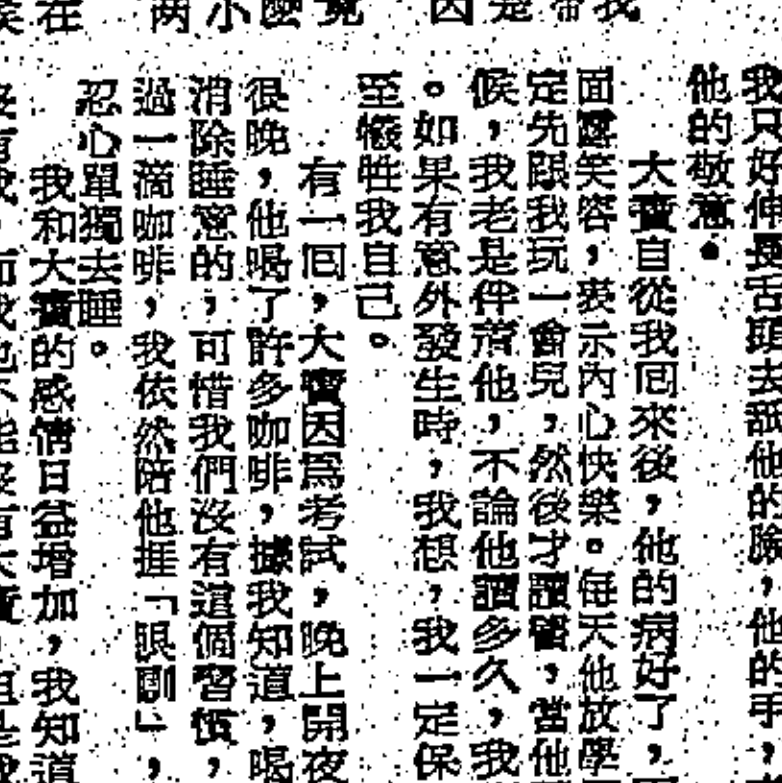 我只好伸長舌頭去舐他的臉，他的手，
他的敬意。
大寶自從我囘來後，他的病好了，
面露笑容，表示內心快樂。每天他放學
定先跟我玩一會兒，然後才讀書，當他
候，我老是伴着他，不論他讀多久，我
。如果有意外發生時，我想，我一定保
至犧牲我自己。
有一囘，大寶因爲考試，晚上開夜
很晚，他喝了許多咖啡，據我知道，喝
消除睡意的，可惜我們沒有這個習慣，
過一滴咖啡，我依然陪他捱「眼瞓」，
忍心單獨去睡。
我和大寶的感情日益增加，我知道